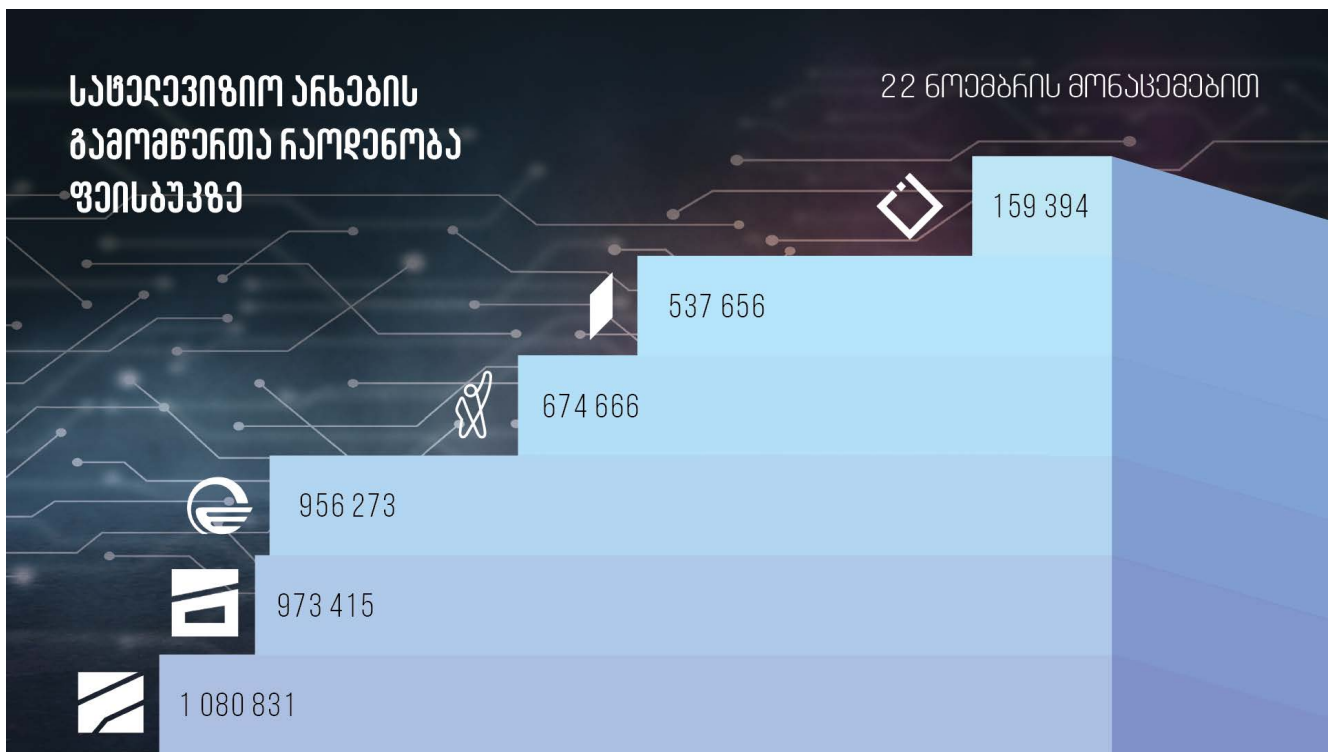 სატელევიზიო არხების
გამომწერთა რაოდენობა
ფეისბუკზე
22 ნოემბრის მონაცემებით
159 394
537 656
674 666
956 273
973 415
1 080 831